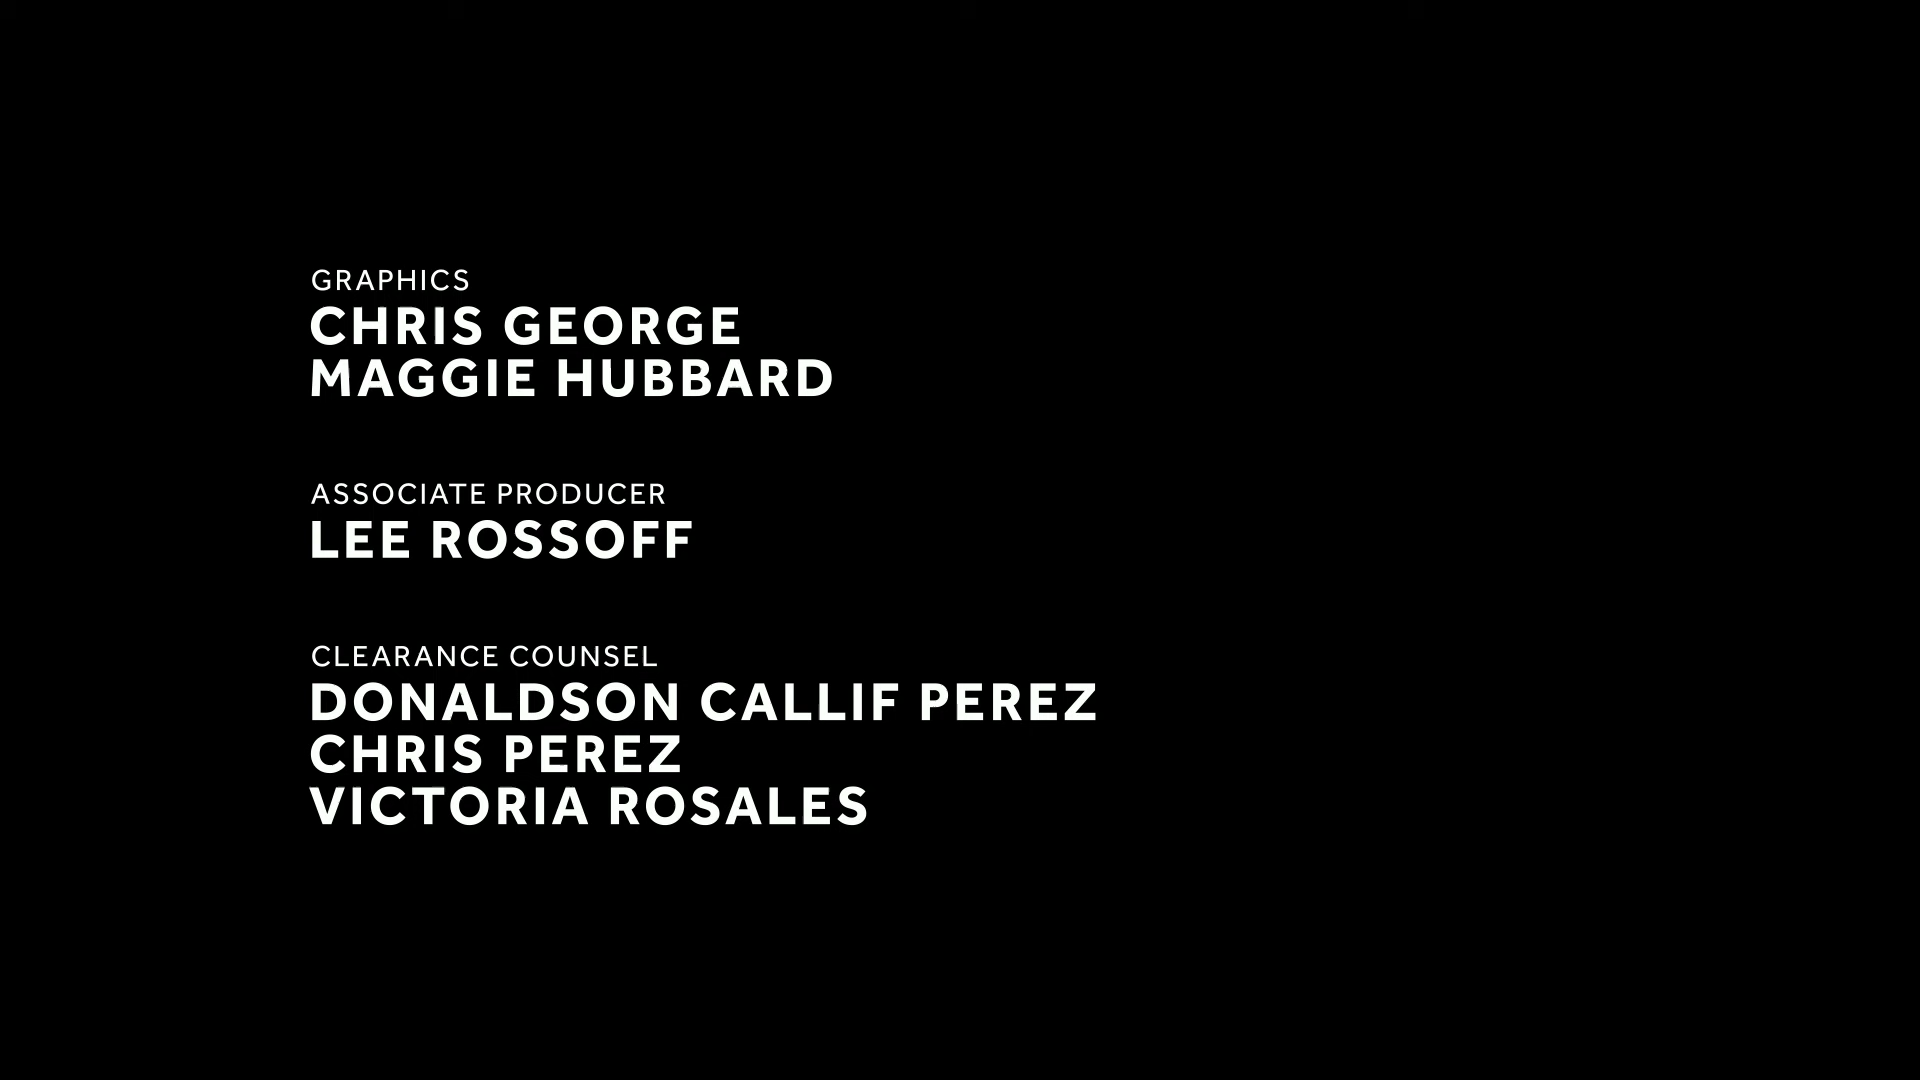 GRAPHICS
CHRIS GEORGE
MAGGIE HUBBARD
ASSOCIATE PRODUCER
LEE ROSSOFF
CLEARANCE COUNSEL
DONALDSON CALLIF PEREZ
CHRIS PEREZ
VICTORIA ROSALES